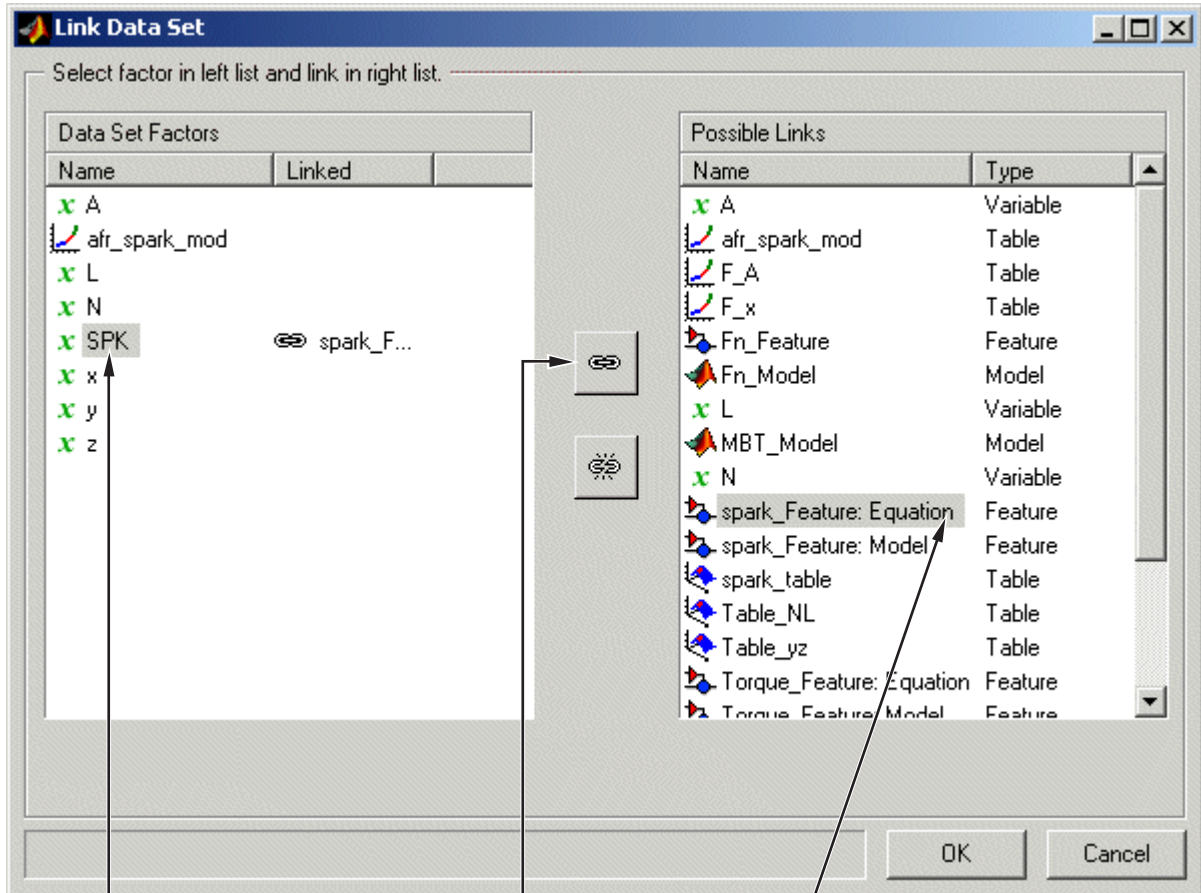 Link Data Set
Select factor in left list and link in right list.
Data Set Factors
Name Linked
x A
afr_spark_mod
x L
x N
x SPK spark_F...
x x
x y
x z
Possible Links
Name Type
x A Variable
afr_spark_mod Table
F_A Table
F_x Table
Fn_Feature Feature
Fn_Model Model
x L Variable
MBT_Model Model
x N Variable
spark_Feature: Equation Feature
spark_Feature: Model Feature
spark_table Table
Table_NL Table
Table_yz Table
Torque_Feature: Equation Feature
Torque_Feature: Model Feature
OK Cancel